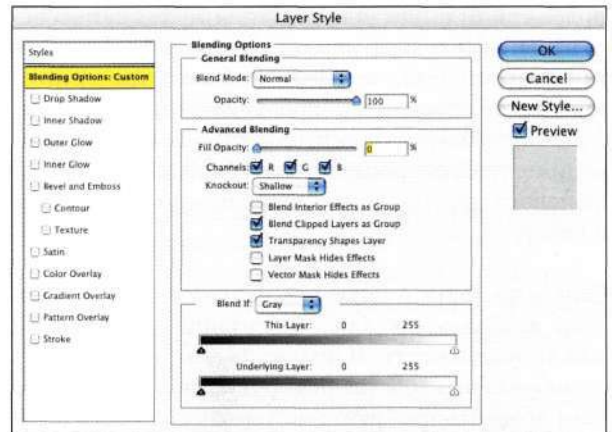 Layer Style
Styles
Blending Options: Custom
Drop Shadow
Inner Shadow
Outer Glow
Inner Glow
Bevel and Emboss
Contour
Texture
Satin
Color Overlay
Gradient Overlay
Pattern Overlay
Stroke
Blending Options
General Blending
Blend Mode: Normal
Opacity: 100 %
Advanced Blending
Fill Opacity: 0 %
Channels: R G B
Knockout: Shallow
Blend Interior Effects as Group
Blend Clipped Layers as Group
Transparency Shapes Layer
Layer Mask Hides Effects
Vector Mask Hides Effects
Blend If: Gray
This Layer: 0 255
Underlying Layer: 0 255
OK
Cancel
New Style...
Preview